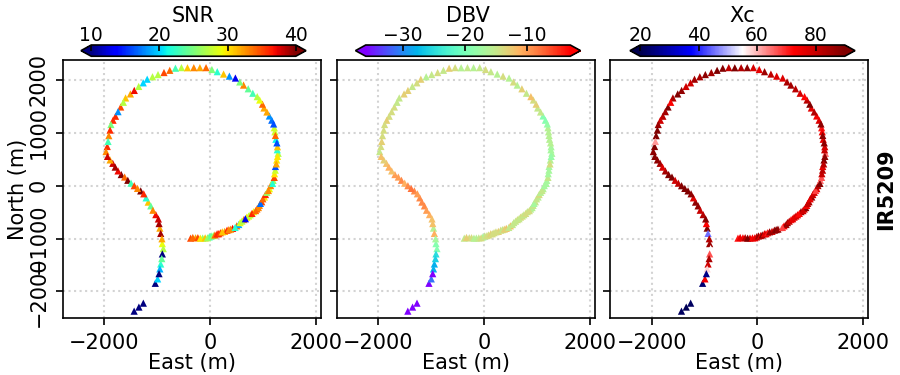 SNR DBV Xc
10 20 30 40 −30 −20 −10 20 40 60 80
North (m)
2000
1000
0
−1000
−2000
IR5209
−2000 0 2000 −2000 0 2000 −2000 0 2000
East (m) East (m) East (m)